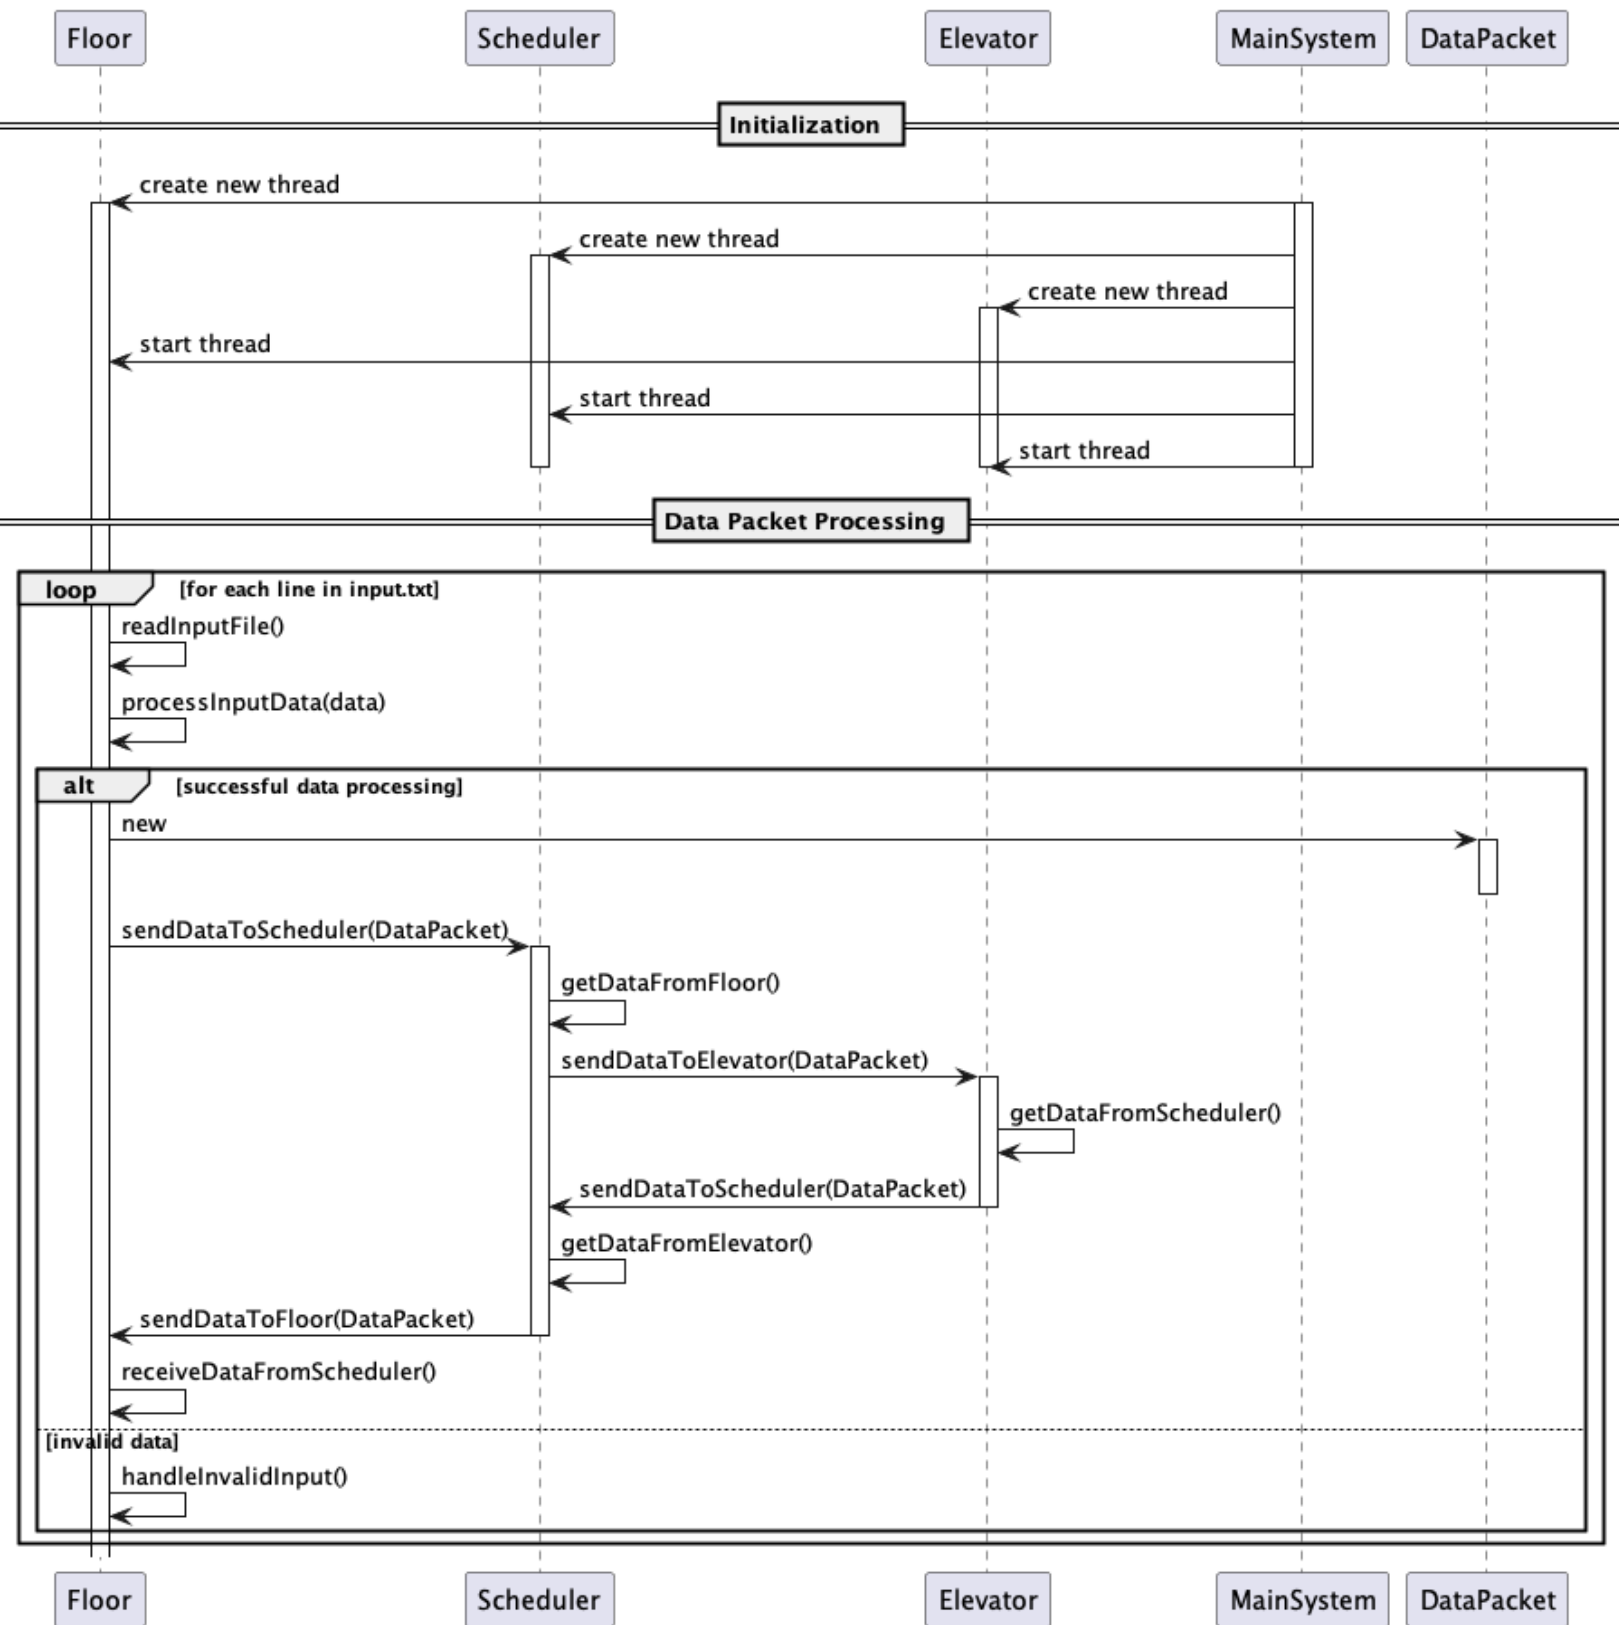 Floor Scheduler Elevator MainSystem DataPacket
Initialization
create new thread
create new thread
create new thread
start thread
start thread
start thread
Data Packet Processing
loop [for each line in input.txt]
readInputFile()
processInputData(data)
alt [successful data processing]
new
sendDataToScheduler(DataPacket)
getDataFromFloor()
sendDataToElevator(DataPacket)
getDataFromScheduler()
sendDataToScheduler(DataPacket)
getDataFromElevator()
sendDataToFloor(DataPacket)
receiveDataFromScheduler()
[invalid data]
handleInvalidInput()
Floor Scheduler Elevator MainSystem DataPacket